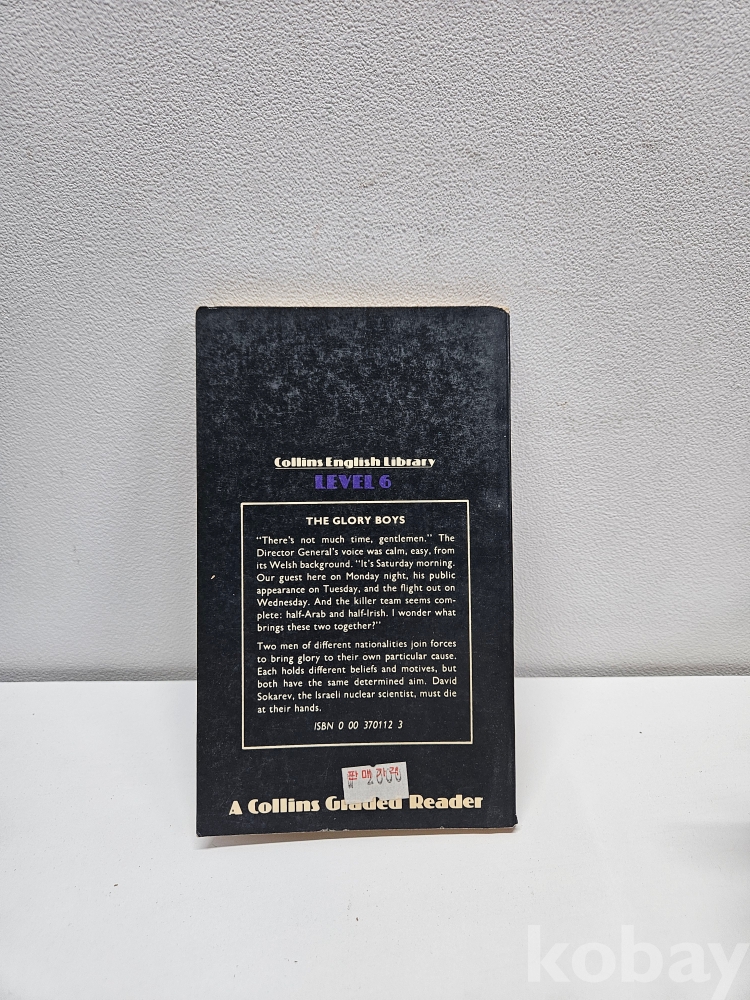 Collins English Library
LEVEL 6
THE GLORY BOYS
"There's not much time, gentlemen." The
Director General's voice was calm, easy, from
its Welsh background. "It's Saturday morning.
Our guest here on Monday night, his public
appearance on Tuesday, and the flight out on
Wednesday. And the killer team seems com-
plete: half-Arab and half-Irish. I wonder what
brings these two together?"
Two men of different nationalities join forces
to bring glory to their own particular cause.
Each holds different beliefs and motives, but
both have the same determined aim. David
Sokarev, the Israeli nuclear scientist, must die
at their hands.
ISBN 0 00 370112 3
판매가격
A Collins Graded Reader
kobay